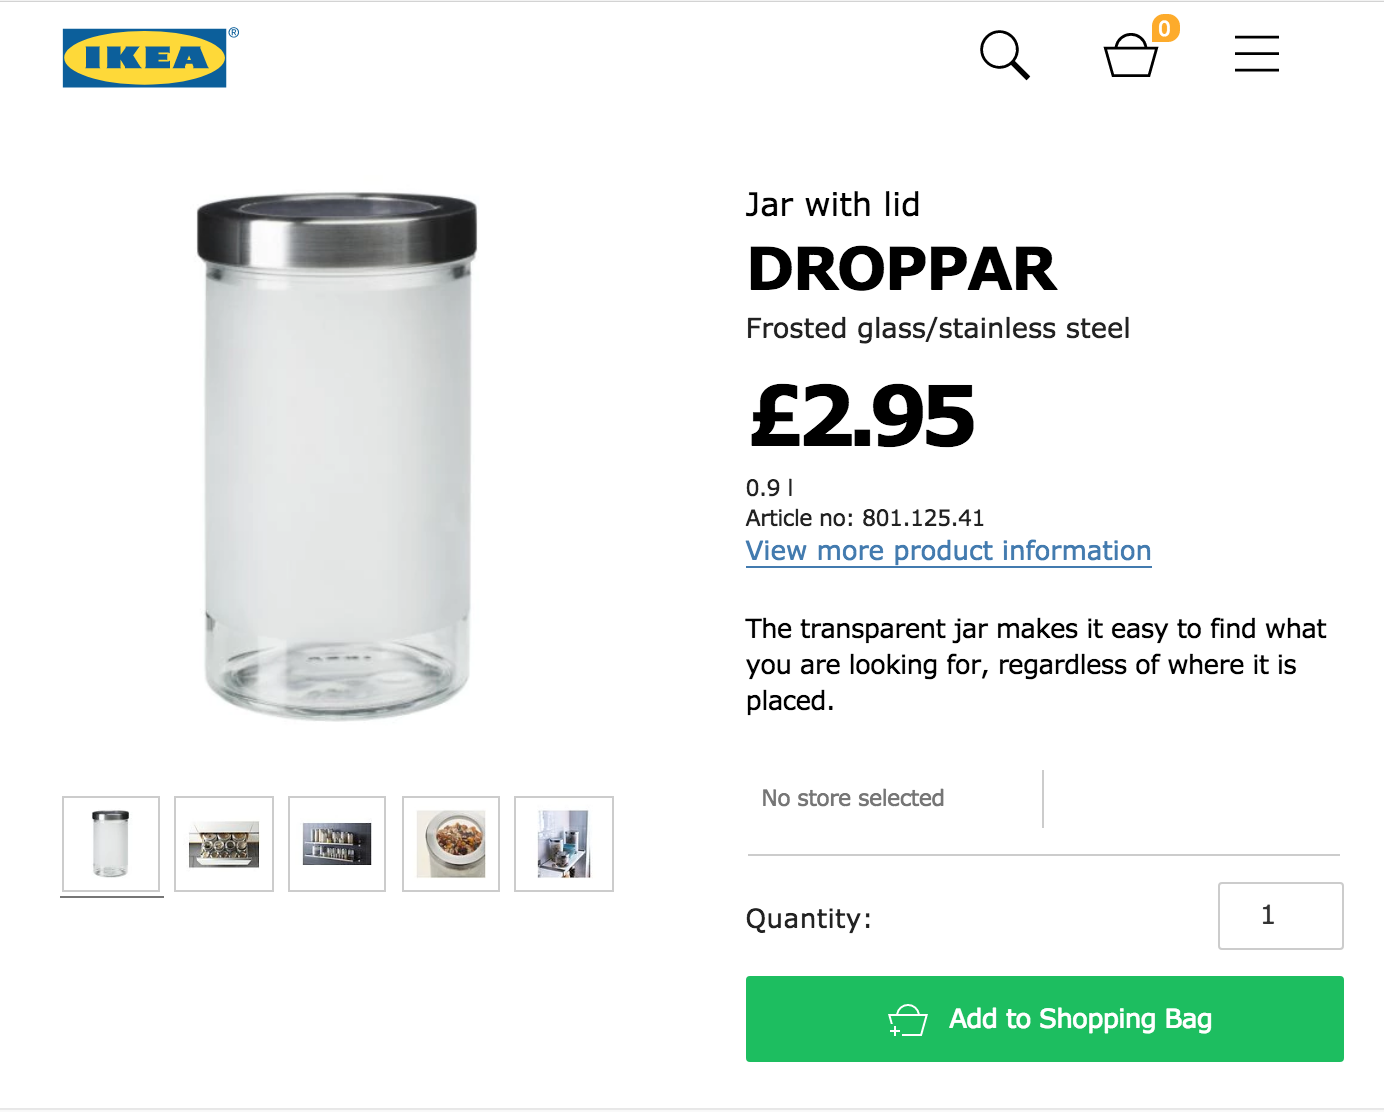 IKEA ®
0
Jar with lid
DROPPAR
Frosted glass/stainless steel
£2.95
0.9 l
Article no: 801.125.41
View more product information
The transparent jar makes it easy to find what
you are looking for, regardless of where it is
placed.
No store selected
Quantity:
1
Add to Shopping Bag